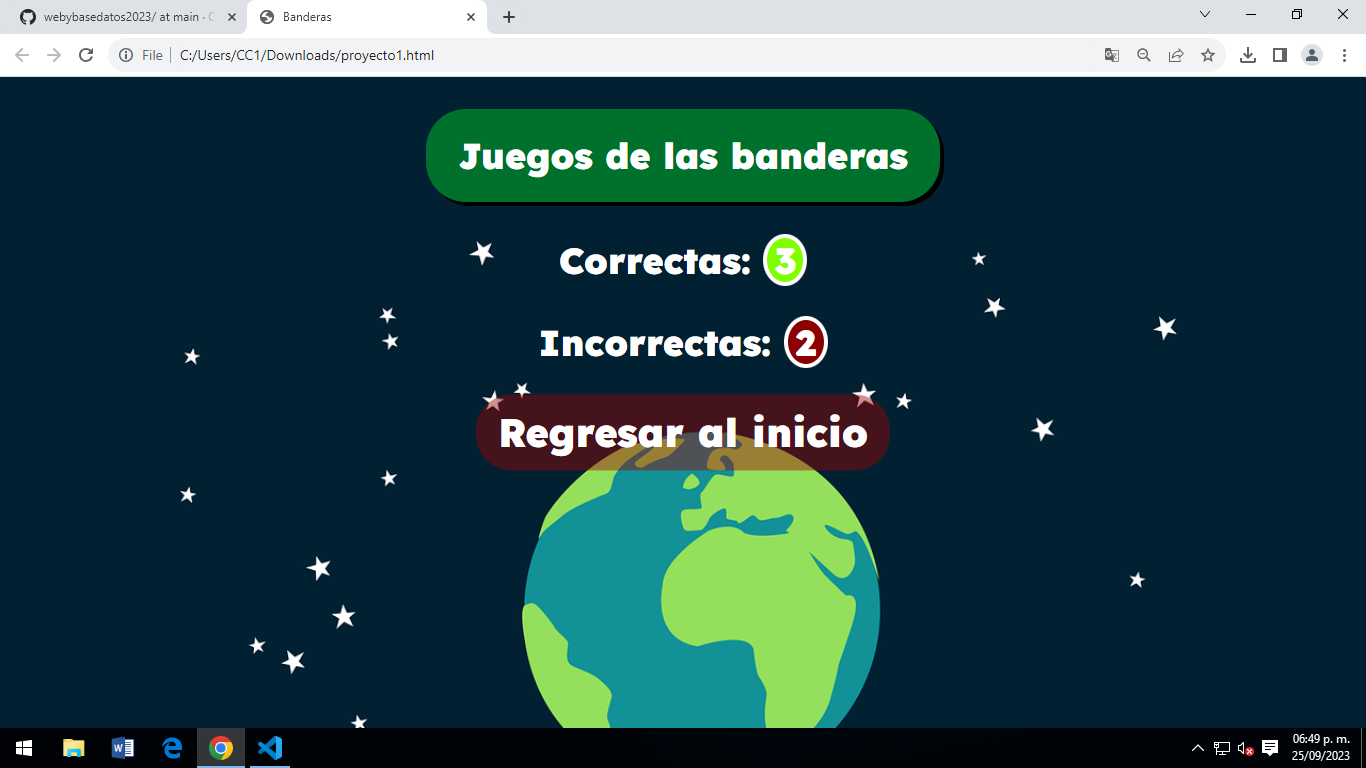 webybasedatos2023/ at main · C
Banderas
File
C:/Users/CC1/Downloads/proyecto1.html
Juegos de las banderas
Correctas: 3
Incorrectas: 2
Regresar al inicio
06:49 p. m.
25/09/2023